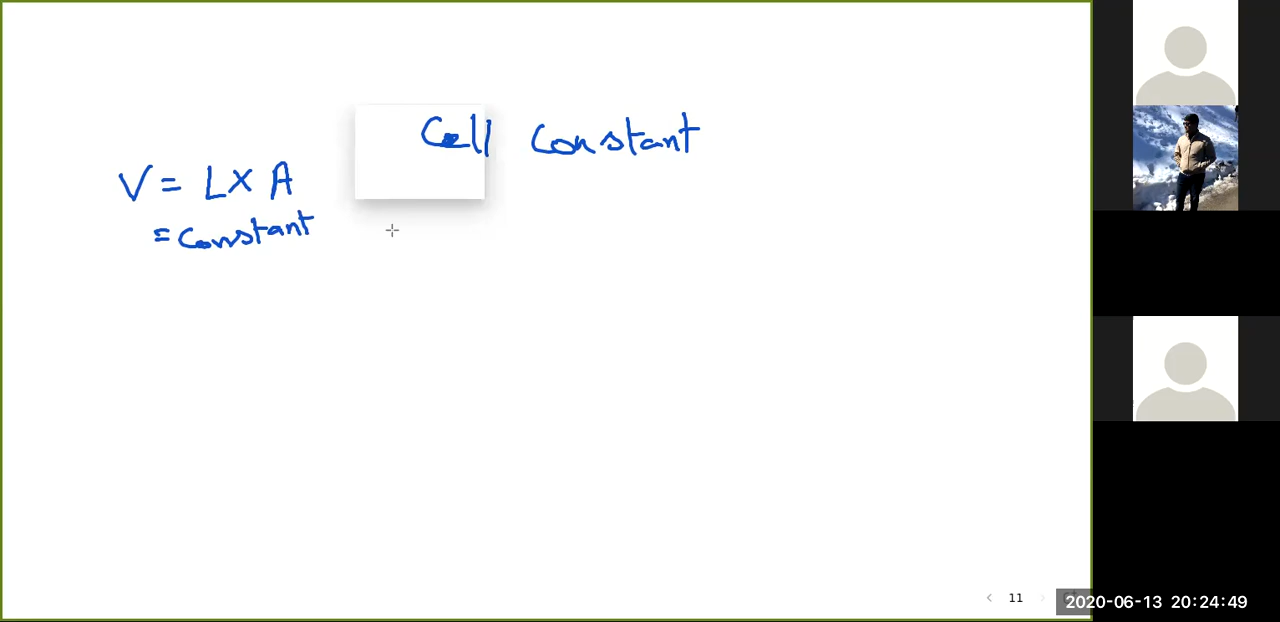 Cell constant
V = L X A
= constant
11
2020-06-13 20:24:49